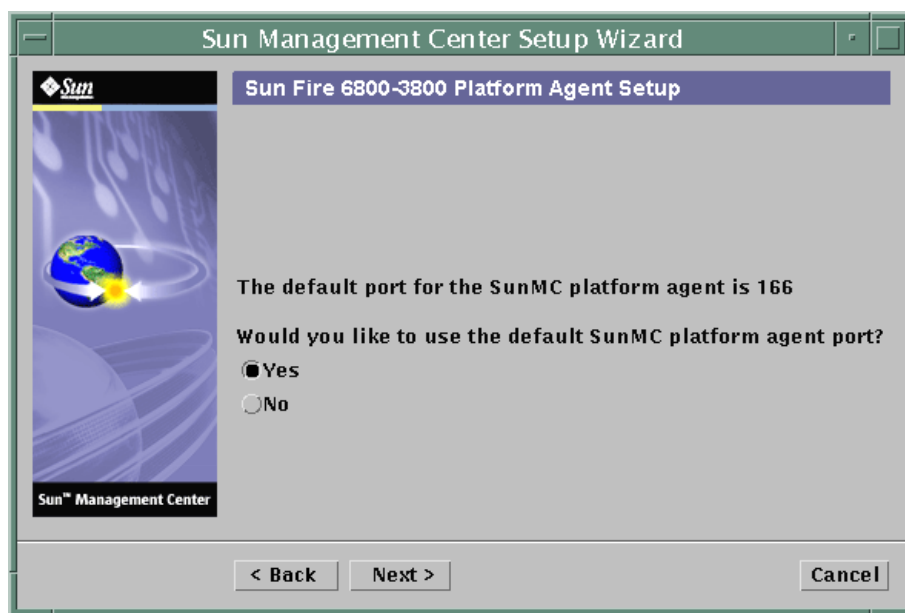 Sun Management Center Setup Wizard
Sun
Sun Fire 6800-3800 Platform Agent Setup
The default port for the SunMC platform agent is 166
Would you like to use the default SunMC platform agent port?
Yes
No
Sun™ Management Center
< Back
Next >
Cancel